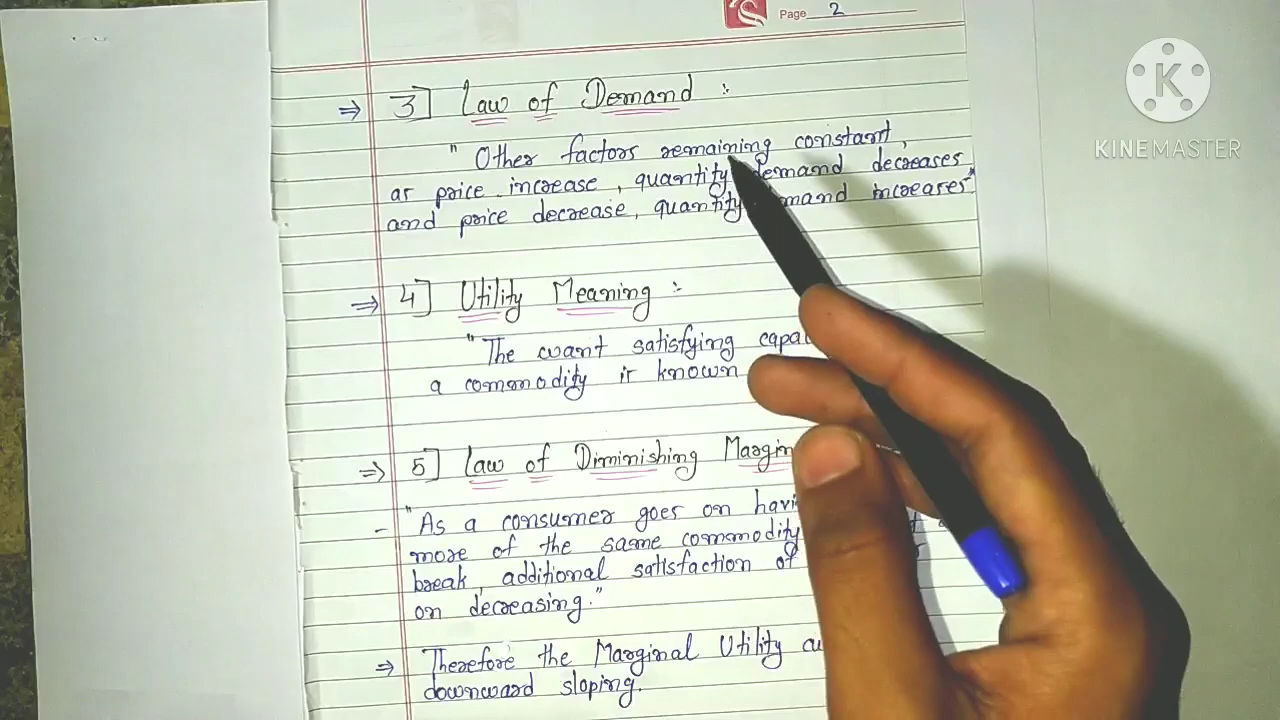 Page 2
⇒ 3] Law of Demand :
" Other factors remaining constant,
as price increase, quantity demand decreases
and price decrease, quantity increases"
⇒ 4] Utility Meaning :
"The want satisfying
a commodity is known
⇒ 5] Law of Diminishing
- "As a consumer goes on
more of the same commodity
break, additional satisfaction of
on decreasing."
⇒ Therefore the Marginal Utility
downward sloping.
K
KINEMASTER